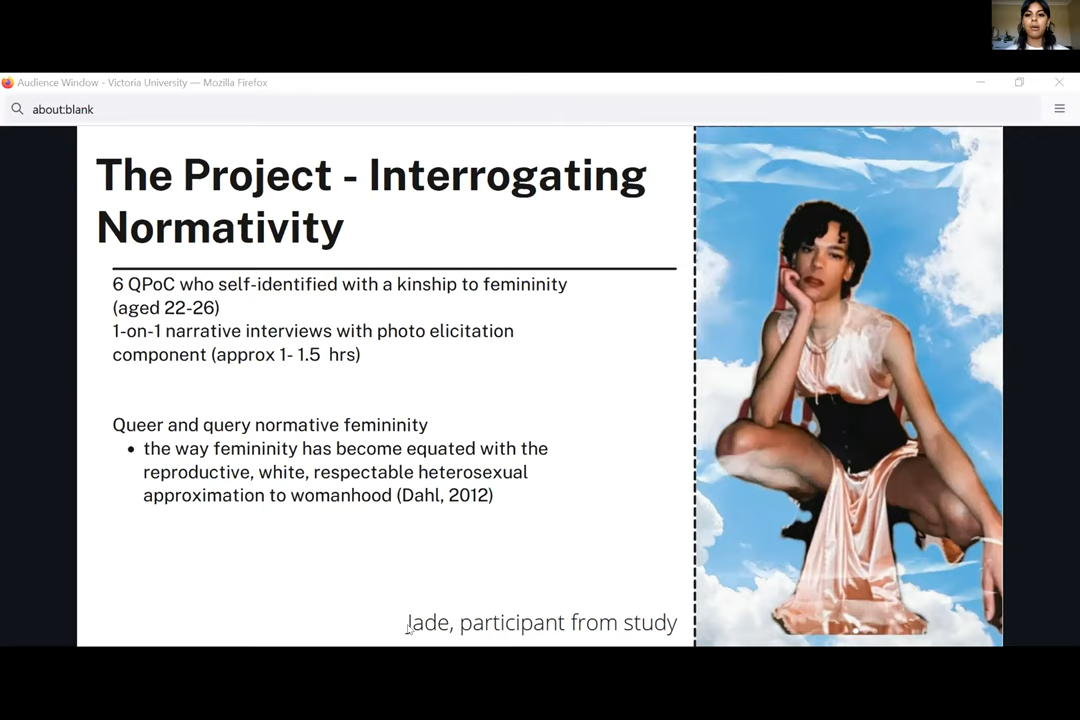 Audience Window - Victoria University — Mozilla Firefox
about:blank
The Project - Interrogating
Normativity
6 QPoC who self-identified with a kinship to femininity
(aged 22-26)
1-on-1 narrative interviews with photo elicitation
component (approx 1- 1.5 hrs)
Queer and query normative femininity
• the way femininity has become equated with the
reproductive, white, respectable heterosexual
approximation to womanhood (Dahl, 2012)
Jade, participant from study